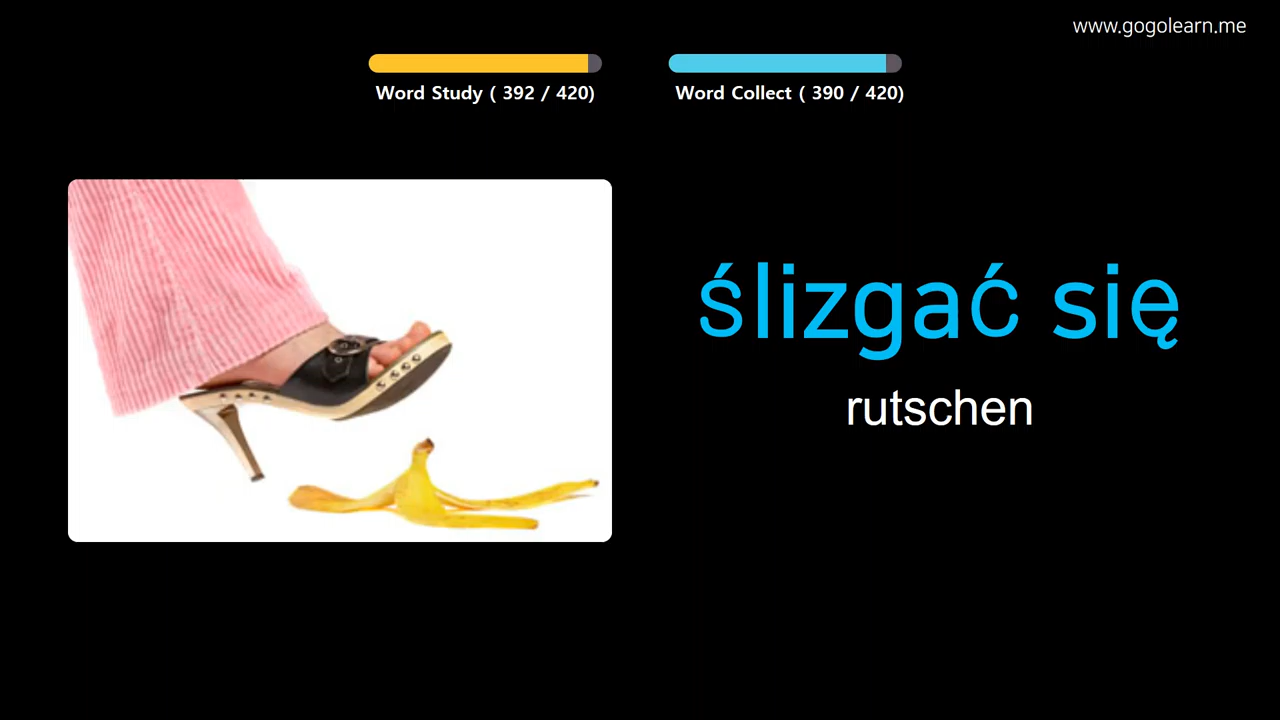 www.gogolearn.me
Word Study ( 392 / 420)
Word Collect ( 390 / 420)
ślizgać się
rutschen